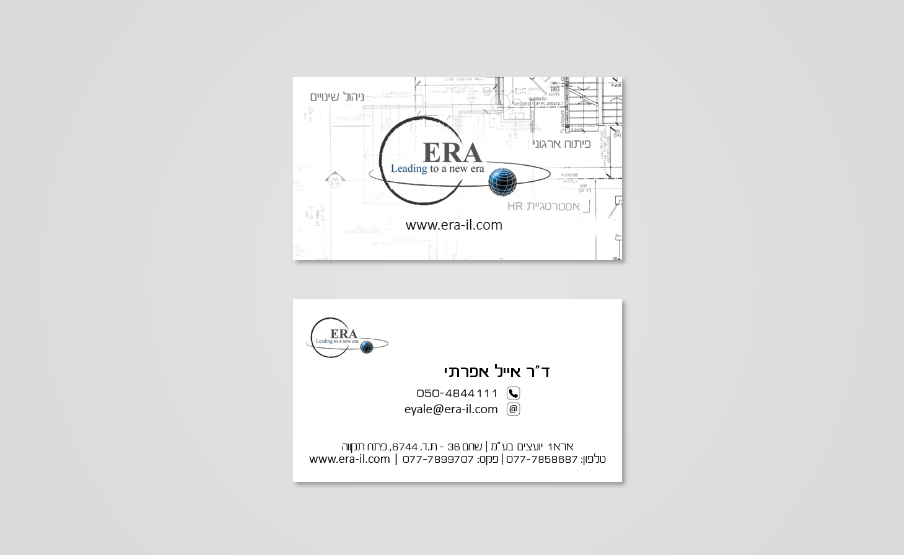 ניהול שינויים
פיתוח ארגוני
ERA
Leading to a new era
אסטרטגיית HR
www.era-il.com
ERA
Leading to a new era
ד"ר אייל אפרתי
050-4844111
@
eyale@era-il.com
ארא1 יועצים בע"מ | שחם 36 - ת.ד. 6744, פתח תקווה
טלפון: 077-7858687 | פקס: 077-7899707 | www.era-il.com